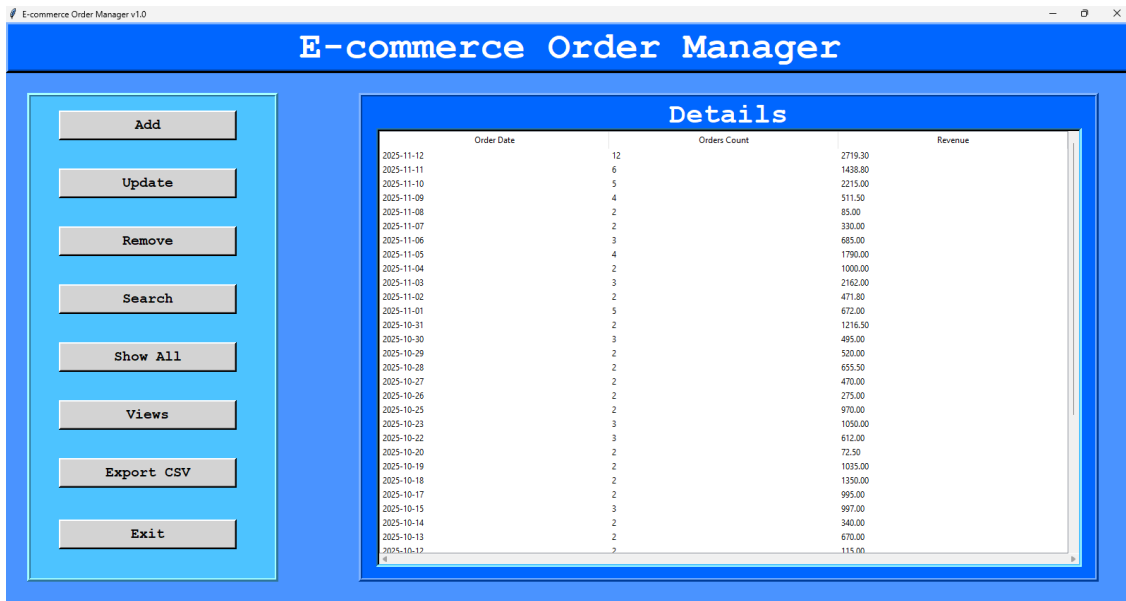 E-commerce Order Manager v1.0
E-commerce Order Manager
Add
Update
Remove
Search
Show All
Views
Export CSV
Exit
Details
Order Date Orders Count Revenue
2025-11-12 12 2719.30
2025-11-11 6 1438.80
2025-11-10 5 2215.00
2025-11-09 4 511.50
2025-11-08 2 85.00
2025-11-07 2 330.00
2025-11-06 3 685.00
2025-11-05 4 1790.00
2025-11-04 2 1000.00
2025-11-03 3 2162.00
2025-11-02 2 471.80
2025-11-01 5 672.00
2025-10-31 2 1216.50
2025-10-30 3 495.00
2025-10-29 2 520.00
2025-10-28 2 655.50
2025-10-27 2 470.00
2025-10-26 2 275.00
2025-10-25 2 970.00
2025-10-23 3 1050.00
2025-10-22 3 612.00
2025-10-20 2 72.50
2025-10-19 2 1035.00
2025-10-18 2 1350.00
2025-10-17 2 995.00
2025-10-15 3 997.00
2025-10-14 2 340.00
2025-10-13 2 670.00
2025-10-12 2 115.00